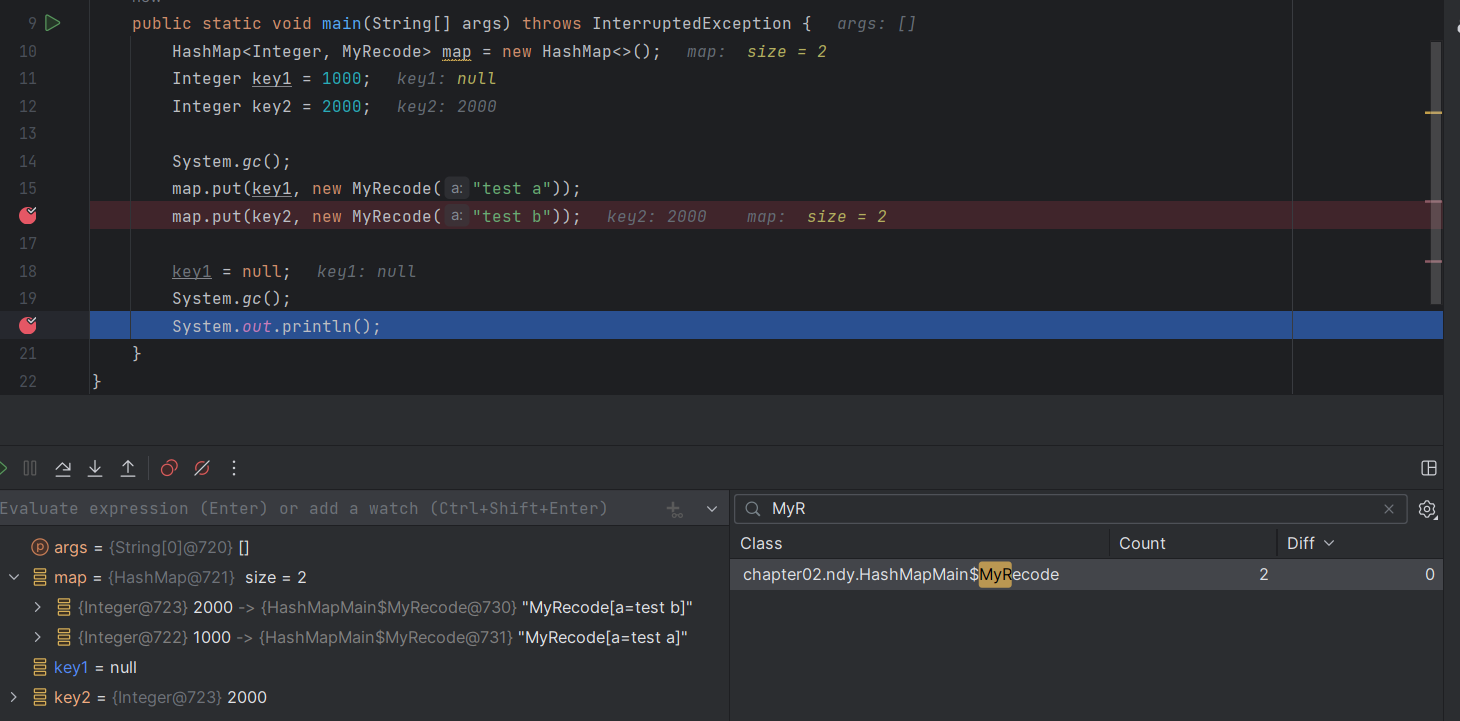 9 public static void main(String[] args) throws InterruptedException { args: []
10 HashMap<Integer, MyRecode> map = new HashMap<>(); map: size = 2
11 Integer key1 = 1000; key1: null
12 Integer key2 = 2000; key2: 2000
13
14 System.gc();
15 map.put(key1, new MyRecode( a: "test a"));
map.put(key2, new MyRecode( a: "test b")); key2: 2000 map: size = 2
17
18 key1 = null; key1: null
19 System.gc();
System.out.println();
21 }
22 }
Evaluate expression (Enter) or add a watch (Ctrl+Shift+Enter)
args = {String[0]@720} []
map = {HashMap@721} size = 2
{Integer@723} 2000 -> {HashMapMain$MyRecode@730} "MyRecode[a=test b]"
{Integer@722} 1000 -> {HashMapMain$MyRecode@731} "MyRecode[a=test a]"
key1 = null
key2 = {Integer@723} 2000
MyR
Class Count Diff
chapter02.ndy.HashMapMain$MyRecode 2 0